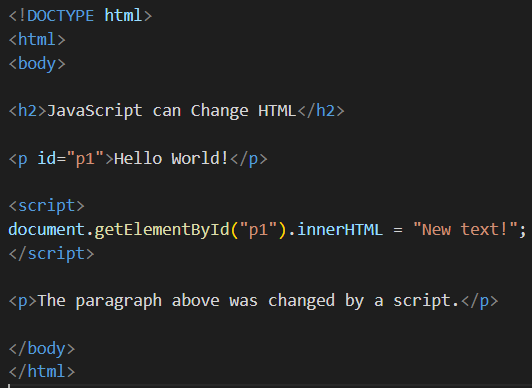 <!DOCTYPE html>
<html>
<body>
<h2>JavaScript can Change HTML</h2>
<p id="p1">Hello World!</p>
<script>
document.getElementById("p1").innerHTML = "New text!";
</script>
<p>The paragraph above was changed by a script.</p>
</body>
</html>